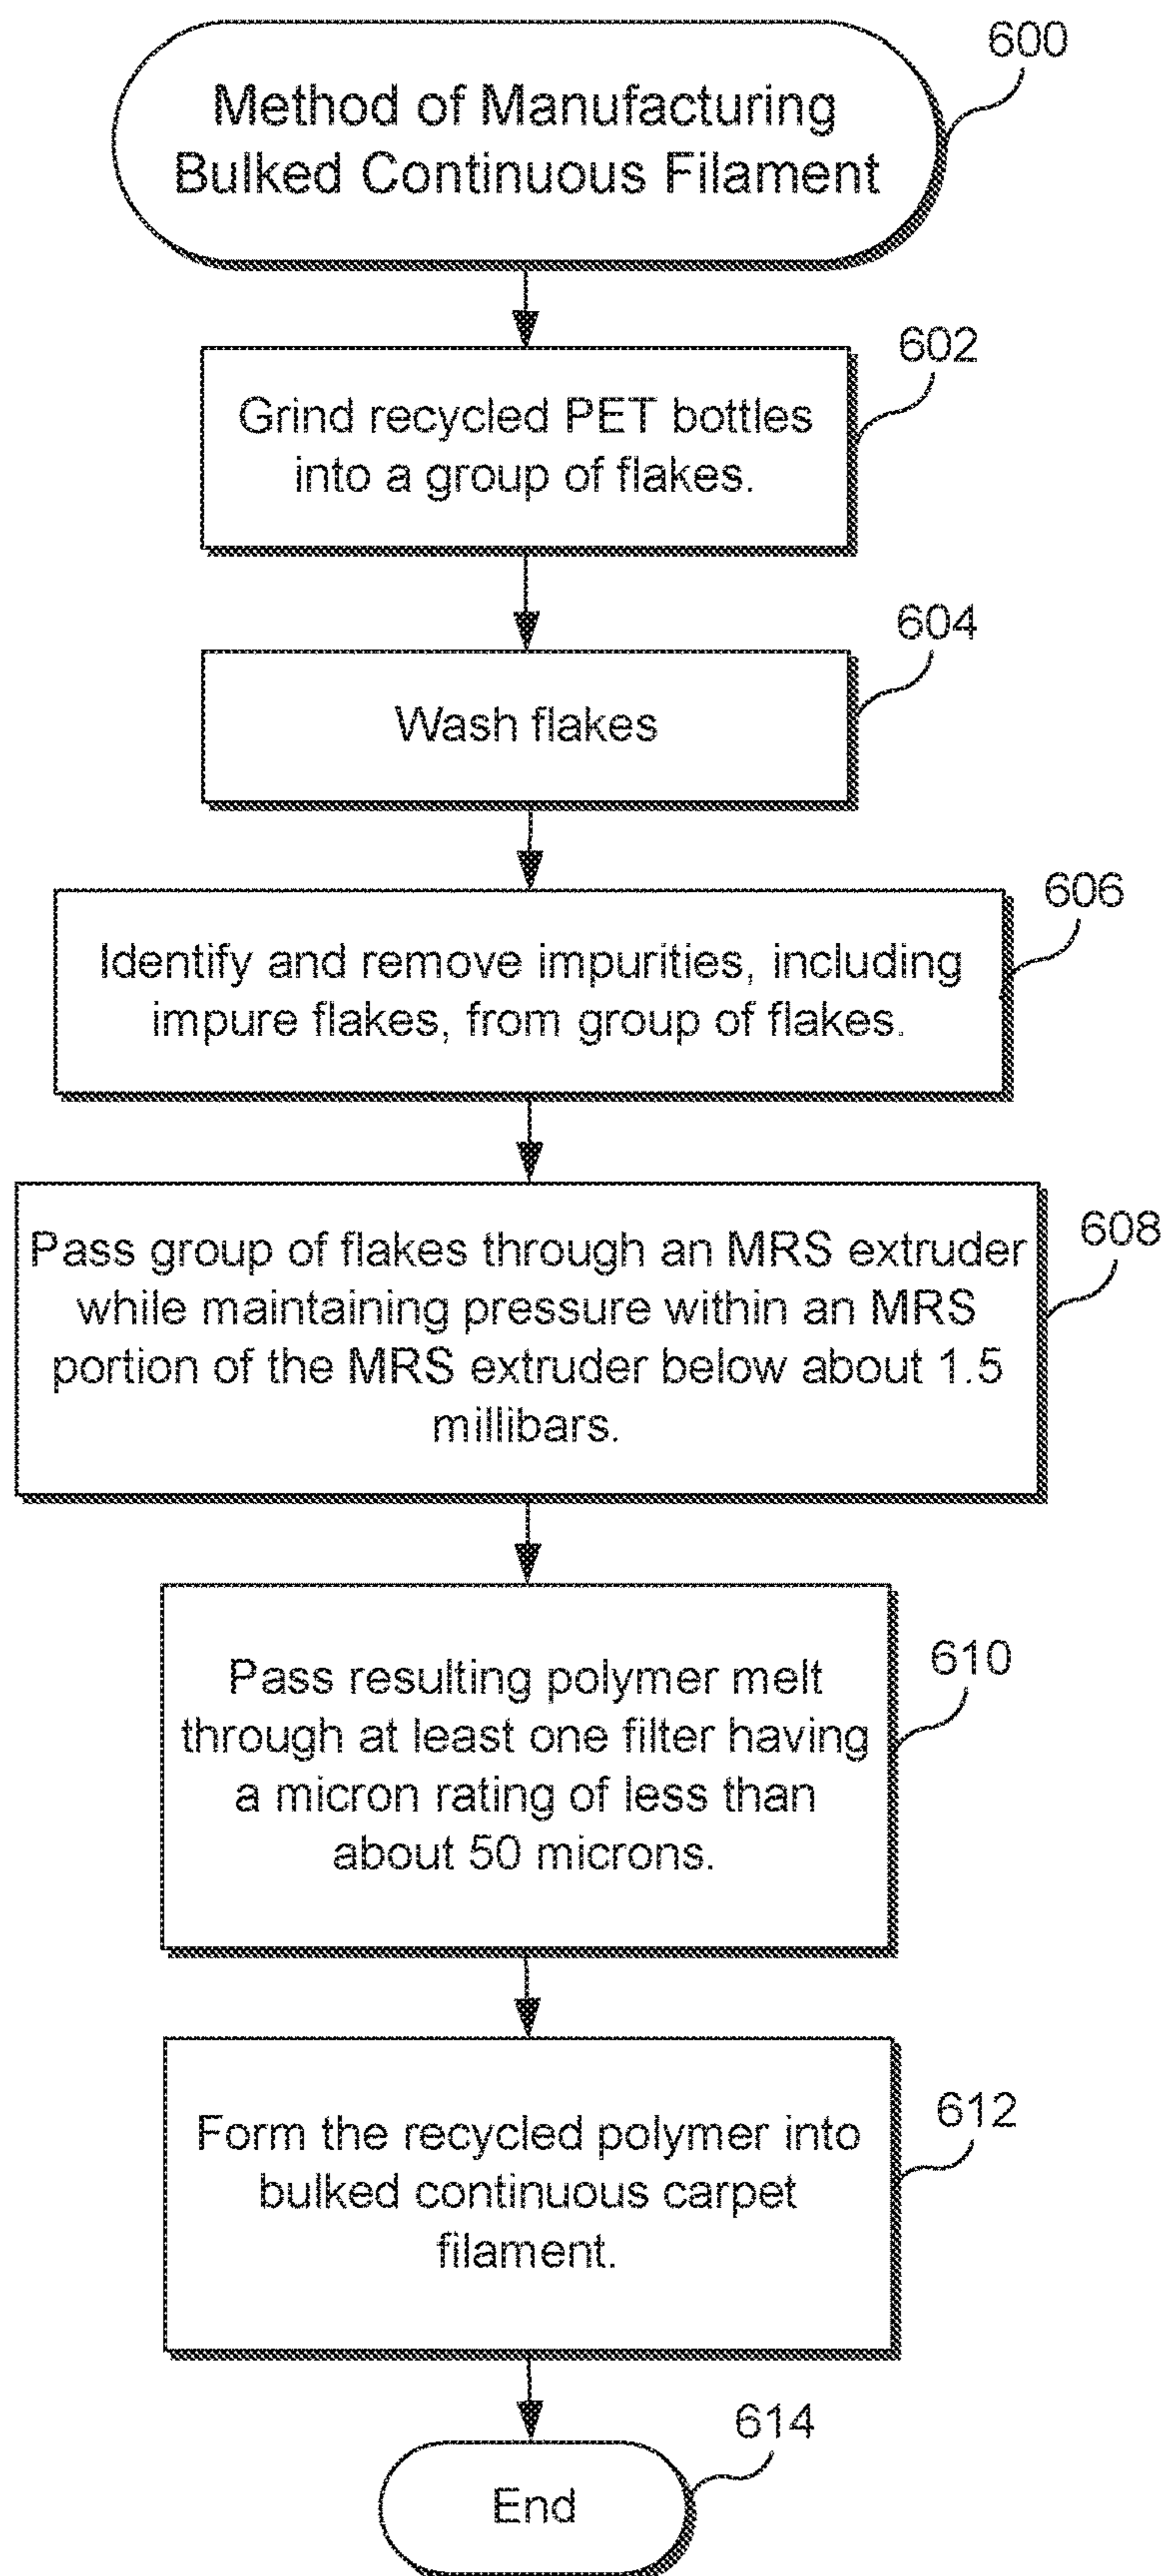 600
Method of Manufacturing
Bulked Continuous Filament
602
Grind recycled PET bottles
into a group of flakes.
604
Wash flakes
606
Identify and remove impurities, including
impure flakes, from group of flakes.
608
Pass group of flakes through an MRS extruder
while maintaining pressure within an MRS
portion of the MRS extruder below about 1.5
millibars.
610
Pass resulting polymer melt
through at least one filter having
a micron rating of less than
about 50 microns.
612
Form the recycled polymer into
bulked continuous carpet
filament.
614
End